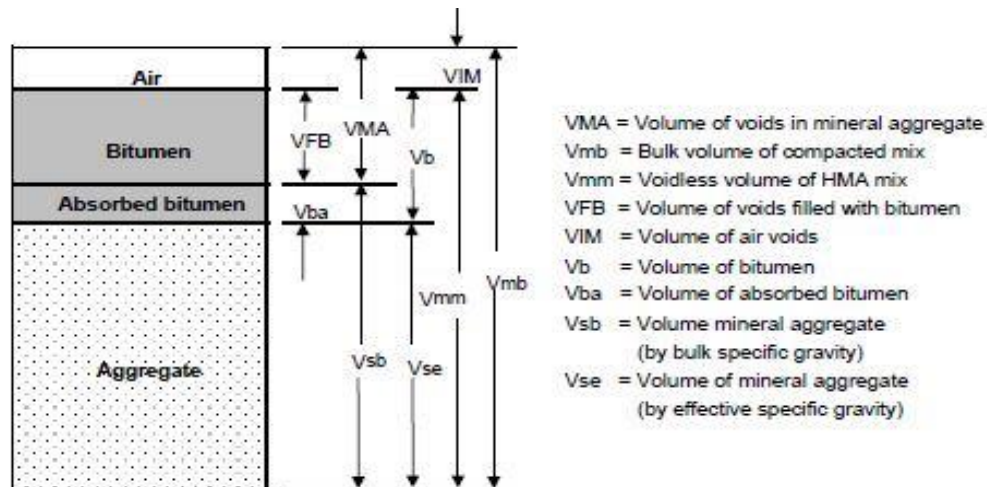 Air
Bitumen
Absorbed bitumen
Aggregate
VIM
VFB
VMA
Vb
Vba
Vmm
Vmb
Vsb
Vse
VMA = Volume of voids in mineral aggregate
Vmb = Bulk volume of compacted mix
Vmm = Voidless volume of HMA mix
VFB = Volume of voids filled with bitumen
VIM = Volume of air voids
Vb = Volume of bitumen
Vba = Volume of absorbed bitumen
Vsb = Volume mineral aggregate
(by bulk specific gravity)
Vse = Volume of mineral aggregate
(by effective specific gravity)